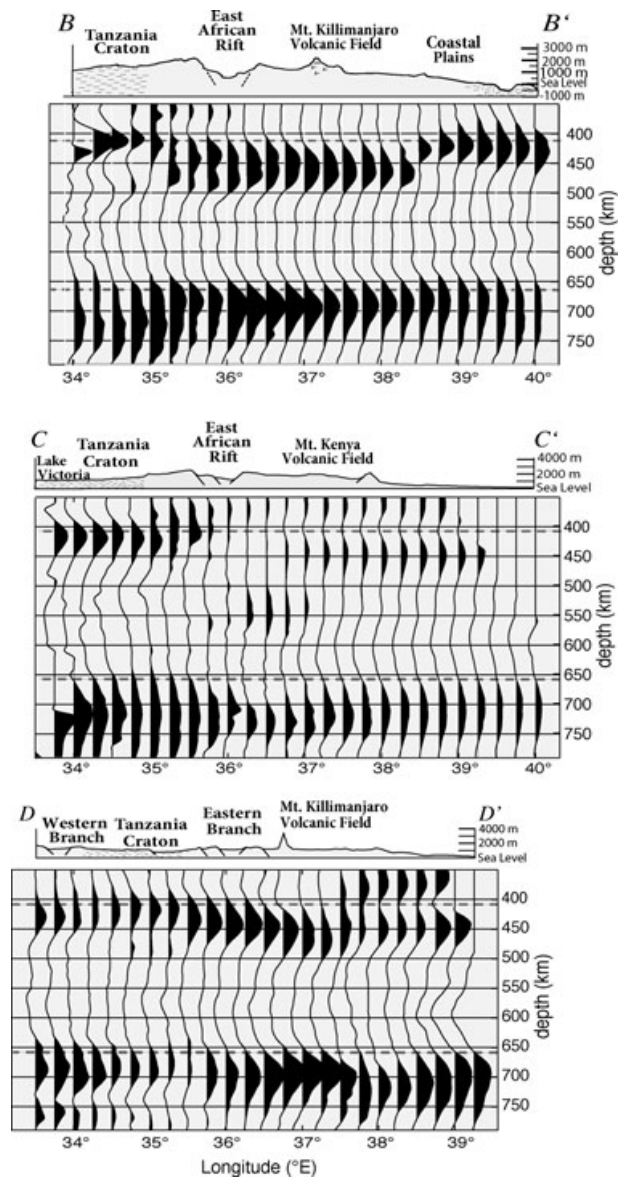 B
B'
Tanzania
Craton
East
African
Rift
Mt. Killimanjaro
Volcanic Field
Coastal
Plains
3000 m
2000 m
1000 m
Sea Level
-1000 m
400
450
500
550
600
650
700
750
depth (km)
34° 35° 36° 37° 38° 39° 40°
C
C'
Lake
Victoria
Tanzania
Craton
East
African
Rift
Mt. Kenya
Volcanic Field
4000 m
2000 m
Sea Level
400
450
500
550
600
650
700
750
depth (km)
34° 35° 36° 37° 38° 39° 40°
D
D'
Western
Branch
Tanzania
Craton
Eastern
Branch
Mt. Killimanjaro
Volcanic Field
4000 m
2000 m
Sea Level
400
450
500
550
600
650
700
750
depth (km)
34° 35° 36° 37° 38° 39°
Longitude (°E)